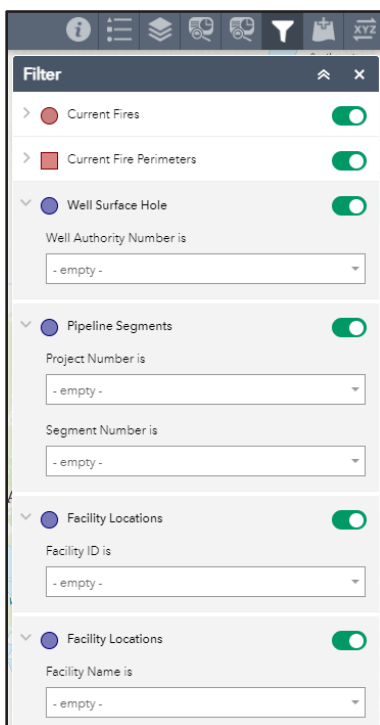 XYZ
Filter
Current Fires
Current Fire Perimeters
Well Surface Hole
Well Authority Number is
- empty -
Pipeline Segments
Project Number is
- empty -
Segment Number is
- empty -
Facility Locations
Facility ID is
- empty -
Facility Locations
Facility Name is
- empty -